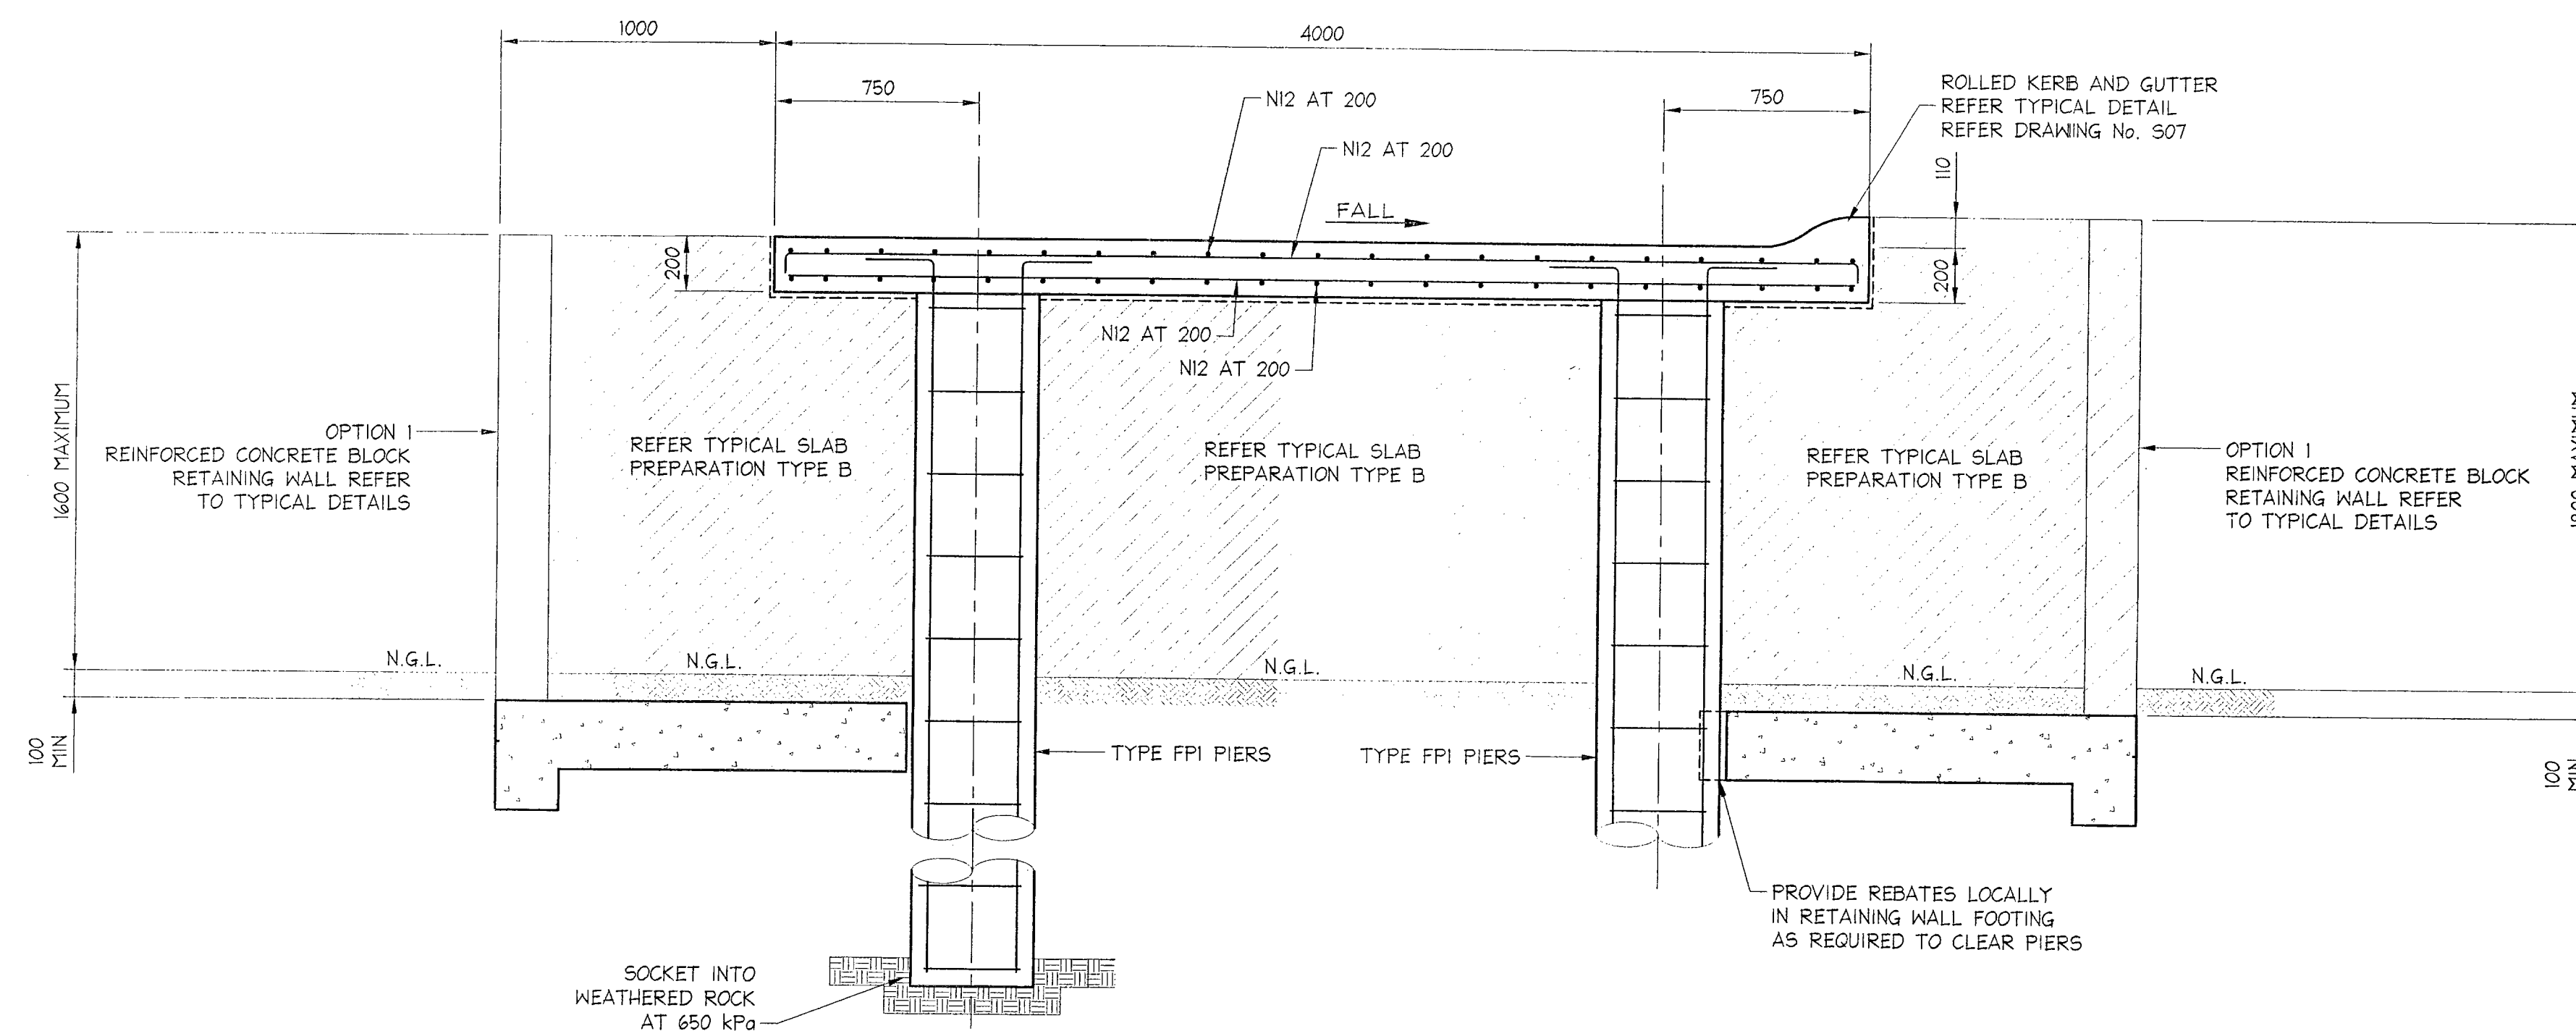 1000
4000
750
N12 AT 200
750
ROLLED KERB AND GUTTER
REFER TYPICAL DETAIL
REFER DRAWING No. S07
N12 AT 200
110
FALL
200
200
N12 AT 200
N12 AT 200
1600 MAXIMUM
OPTION 1
REINFORCED CONCRETE BLOCK
RETAINING WALL REFER
TO TYPICAL DETAILS
REFER TYPICAL SLAB
PREPARATION TYPE B
REFER TYPICAL SLAB
PREPARATION TYPE B
REFER TYPICAL SLAB
PREPARATION TYPE B
OPTION 1
REINFORCED CONCRETE BLOCK
RETAINING WALL REFER
TO TYPICAL DETAILS
MAXIMUM
N.G.L.
N.G.L.
N.G.L.
N.G.L.
N.G.L.
100
MIN
TYPE FP1 PIERS
TYPE FP1 PIERS
100
MIN
PROVIDE REBATES LOCALLY
IN RETAINING WALL FOOTING
AS REQUIRED TO CLEAR PIERS
SOCKET INTO
WEATHERED ROCK
AT 650 kPa